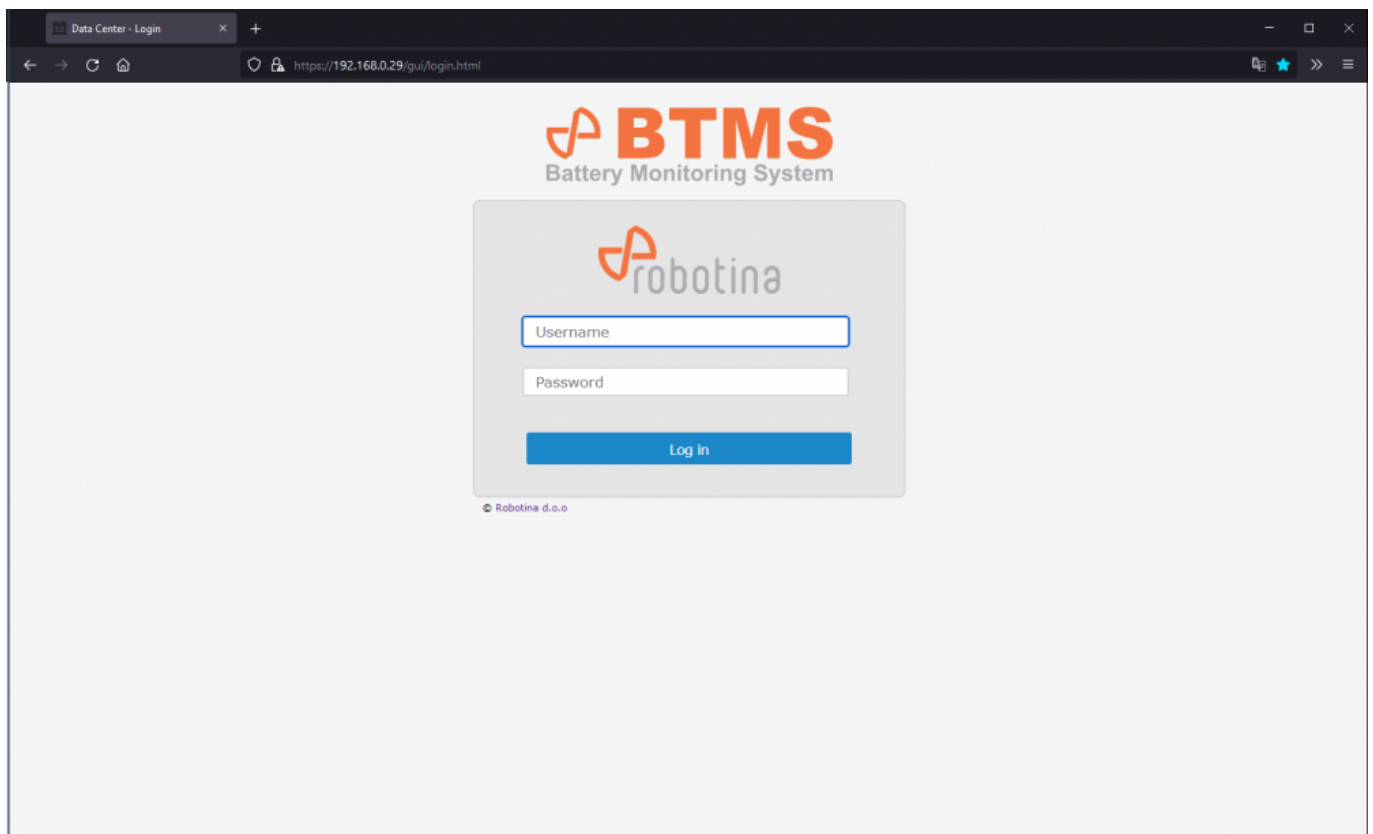 Data Center - Login
https://192.168.0.29/gui/login.html
BTMS
Battery Monitoring System
robotina
Username
Password
Log in
© Robotina d.o.o